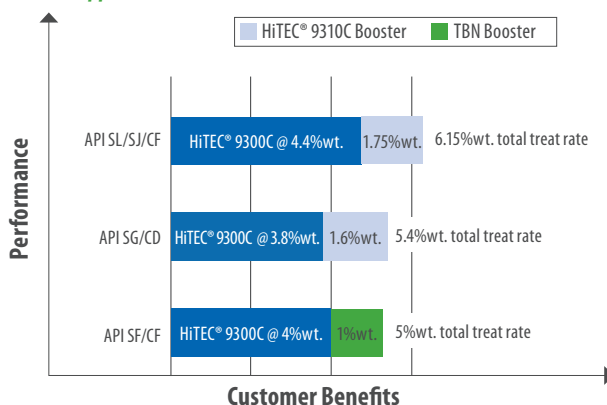 HiTEC® 9310C Booster
TBN Booster
Performance
API SL/SJ/CF
HiTEC® 9300C @ 4.4%wt.
1.75%wt.
6.15%wt. total treat rate
API SG/CD
HiTEC® 9300C @ 3.8%wt.
1.6%wt.
5.4%wt. total treat rate
API SF/CF
HiTEC® 9300C @ 4%wt.
1%wt.
5%wt. total treat rate
Customer Benefits